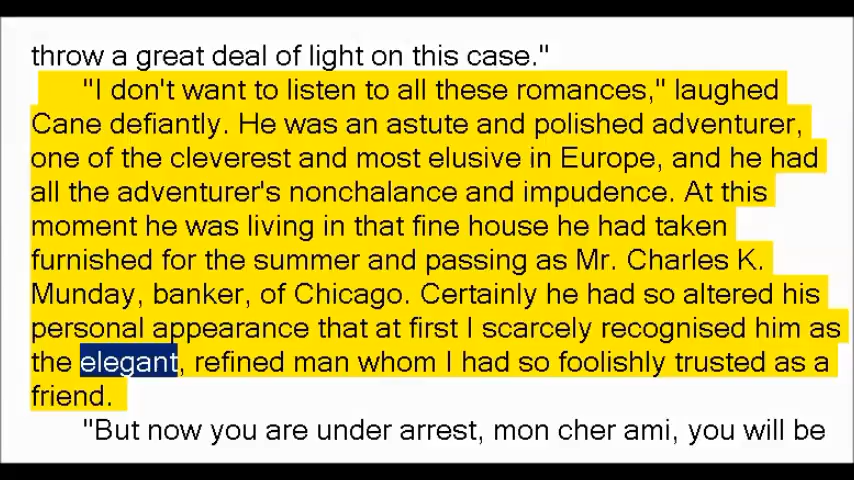 throw a great deal of light on this case."
"I don't want to listen to all these romances," laughed
Cane defiantly. He was an astute and polished adventurer,
one of the cleverest and most elusive in Europe, and he had
all the adventurer's nonchalance and impudence. At this
moment he was living in that fine house he had taken
furnished for the summer and passing as Mr. Charles K.
Munday, banker, of Chicago. Certainly he had so altered his
personal appearance that at first I scarcely recognised him as
the elegant, refined man whom I had so foolishly trusted as a
friend.
"But now you are under arrest, mon cher ami, you will be